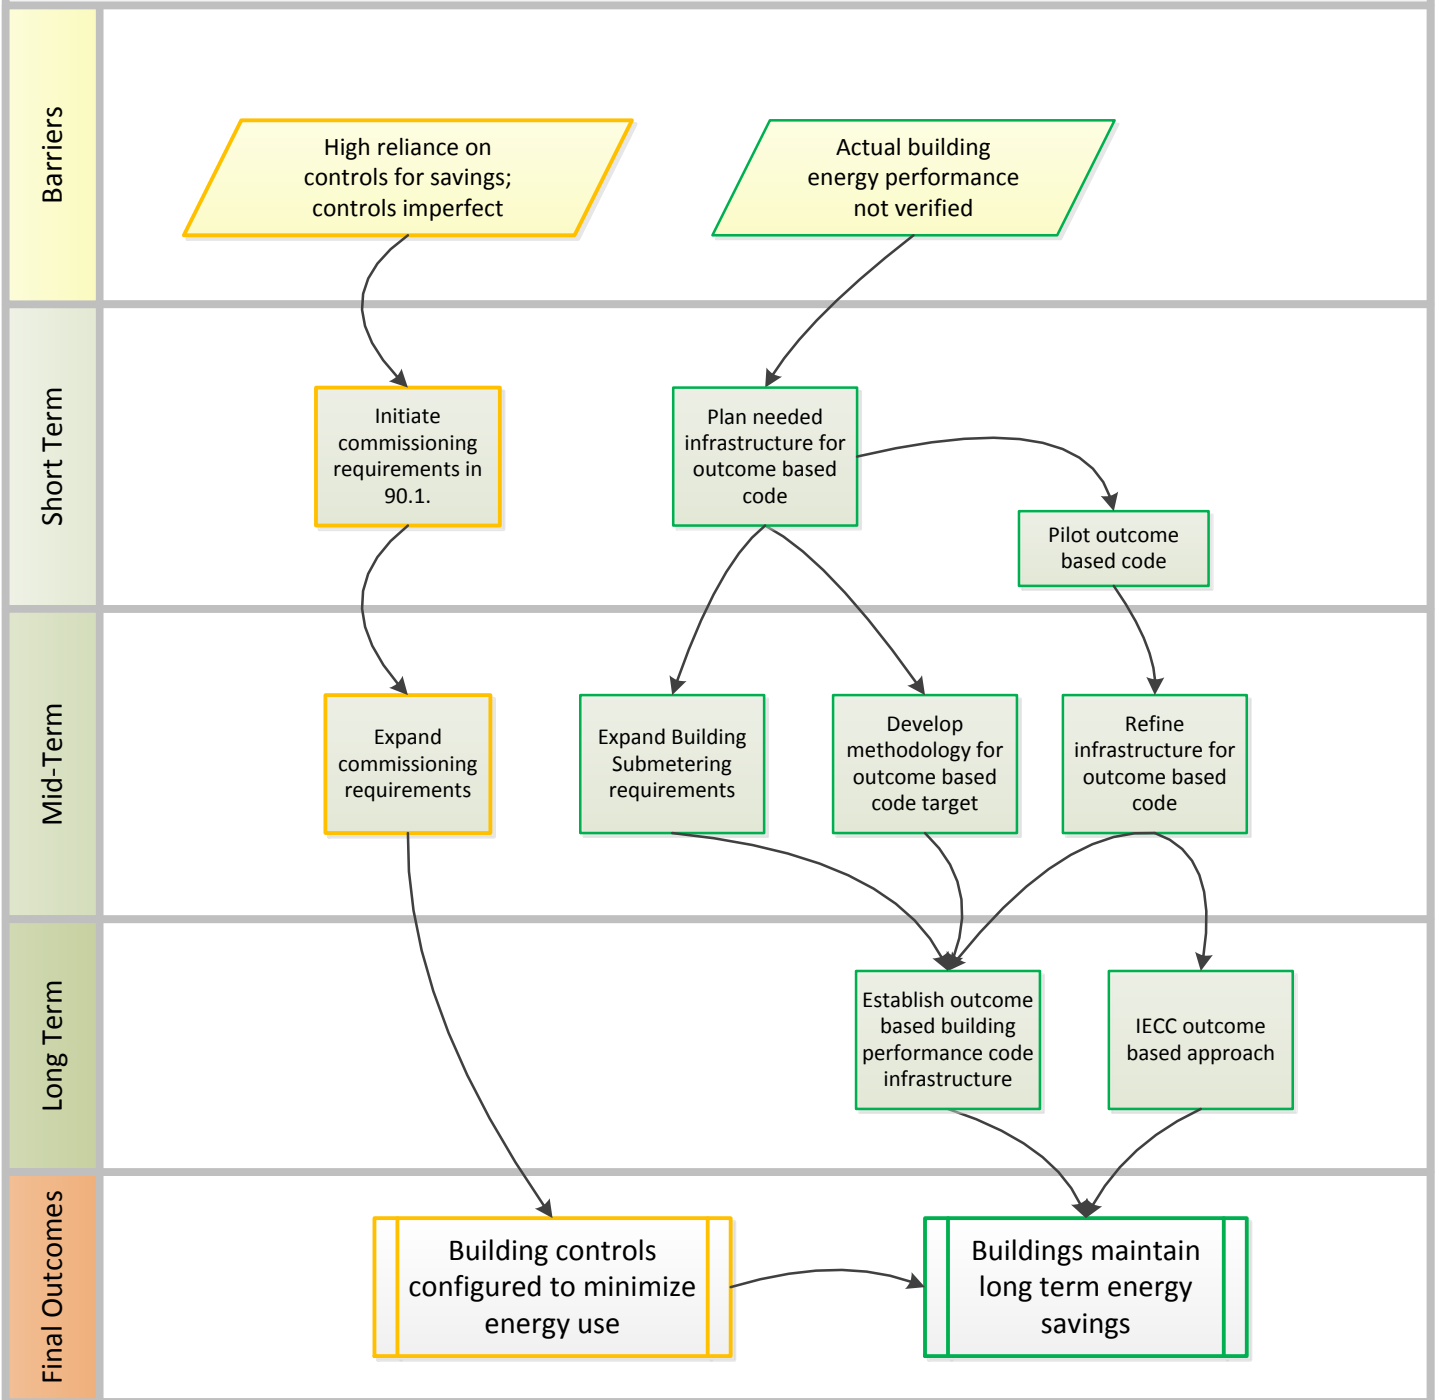 Barriers
High reliance on
controls for savings;
controls imperfect
Actual building
energy performance
not verified
Short Term
Initiate
commissioning
requirements in
90.1.
Plan needed
infrastructure for
outcome based
code
Pilot outcome
based code
Mid-Term
Expand
commissioning
requirements
Expand Building
Submetering
requirements
Develop
methodology for
outcome based
code target
Refine
infrastructure for
outcome based
code
Long Term
Establish outcome
based building
performance code
infrastructure
IECC outcome
based approach
Final Outcomes
Building controls
configured to minimize
energy use
Buildings maintain
long term energy
savings